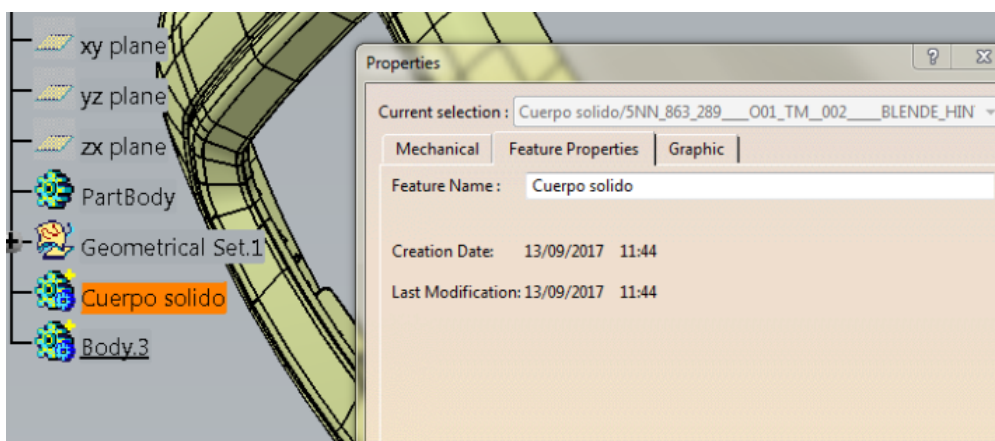 xy plane
yz plane
zx plane
PartBody
Geometrical Set.1
Cuerpo solido
Body.3
Properties
Current selection : Cuerpo solido/5NN_863_289___O01_TM__002____BLENDE_HIN
Mechanical Feature Properties Graphic
Feature Name : Cuerpo solido
Creation Date: 13/09/2017 11:44
Last Modification: 13/09/2017 11:44